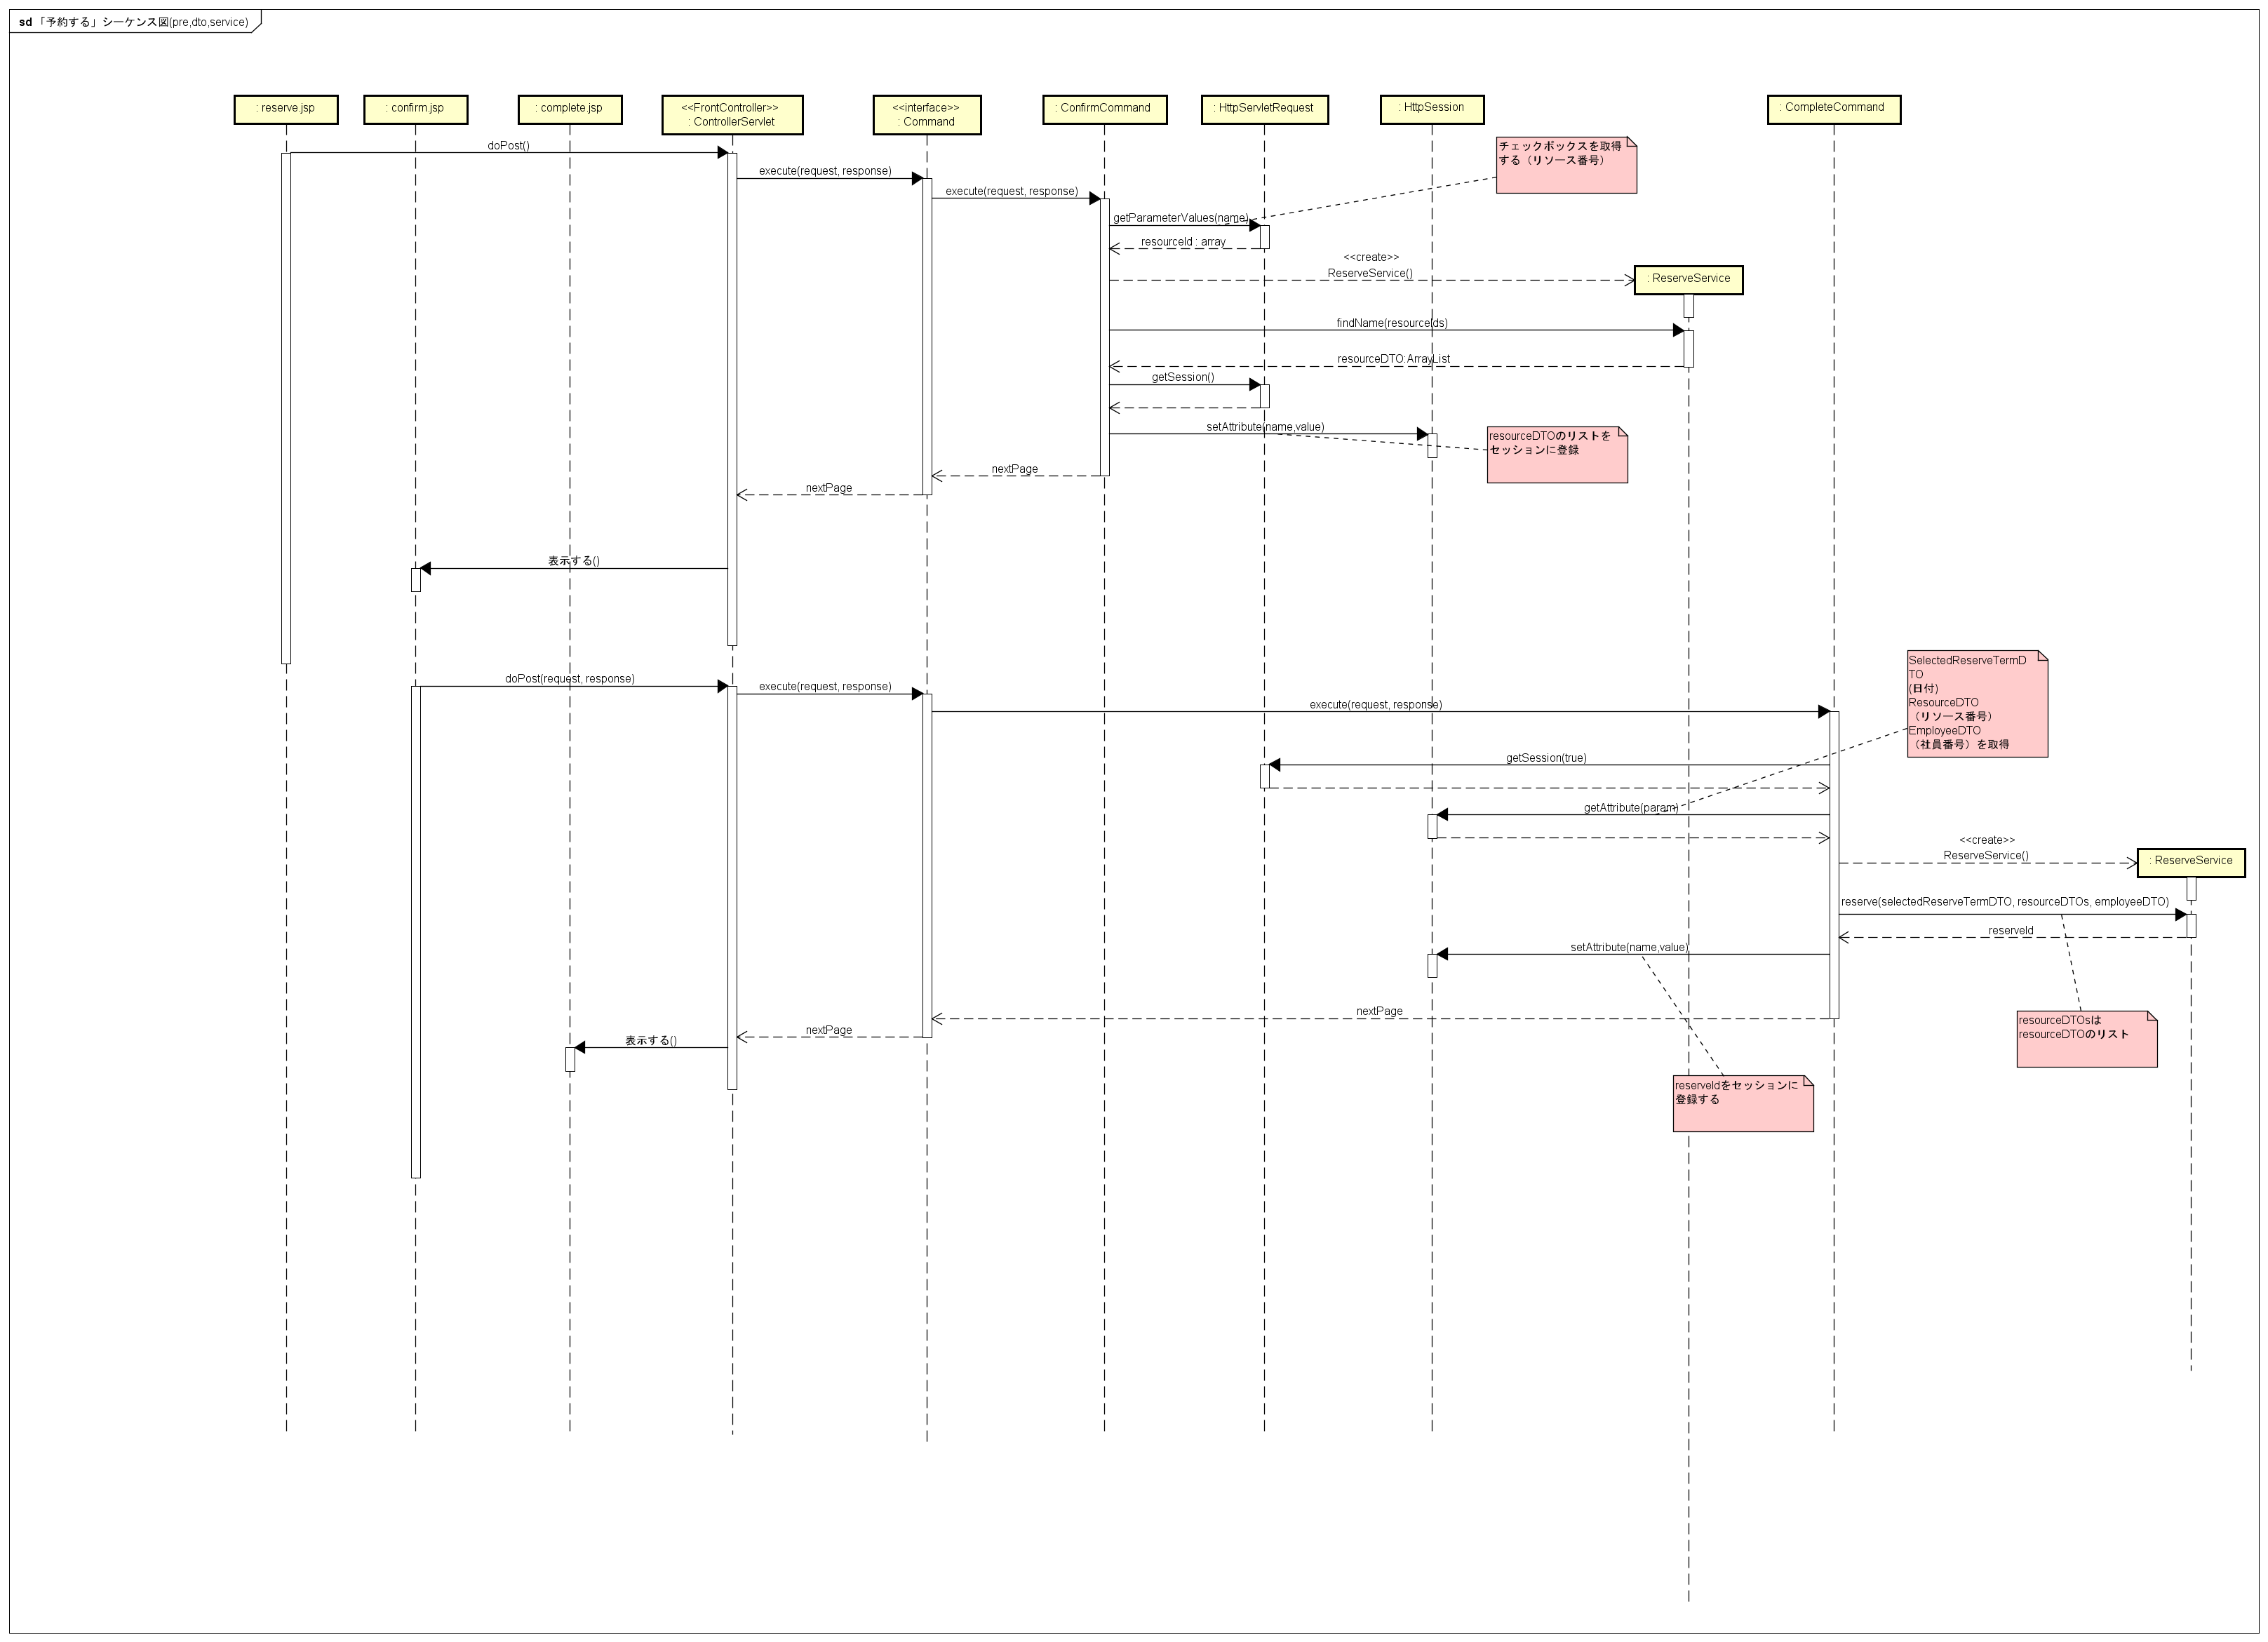 sd 「予約する」シーケンス図(pre,dto,service)
: reserve.jsp
: confirm.jsp
: complete.jsp
<<FrontController>>
: ControllerServlet
<<interface>>
: Command
: ConfirmCommand
: HttpServletRequest
: HttpSession
: CompleteCommand
doPost()
チェックボックスを取得
する（リソース番号）
execute(request, response)
execute(request, response)
getParameterValues(name)
resourceId : array
<<create>>
ReserveService()
: ReserveService
findName(resourceIds)
resourceDTO:ArrayList
getSession()
setAttribute(name,value)
resourceDTOのリストを
セッションに登録
nextPage
nextPage
表示する()
SelectedReserveTermD
TO
(日付)
ResourceDTO
（リソース番号）
EmployeeDTO
（社員番号）を取得
doPost(request, response)
execute(request, response)
execute(request, response)
getSession(true)
getAttribute(param)
<<create>>
ReserveService()
: ReserveService
reserve(selectedReserveTermDTO, resourceDTOs, employeeDTO)
reserveId
setAttribute(name,value)
nextPage
resourceDTOsは
resourceDTOのリスト
nextPage
表示する()
reserveIdをセッションに
登録する